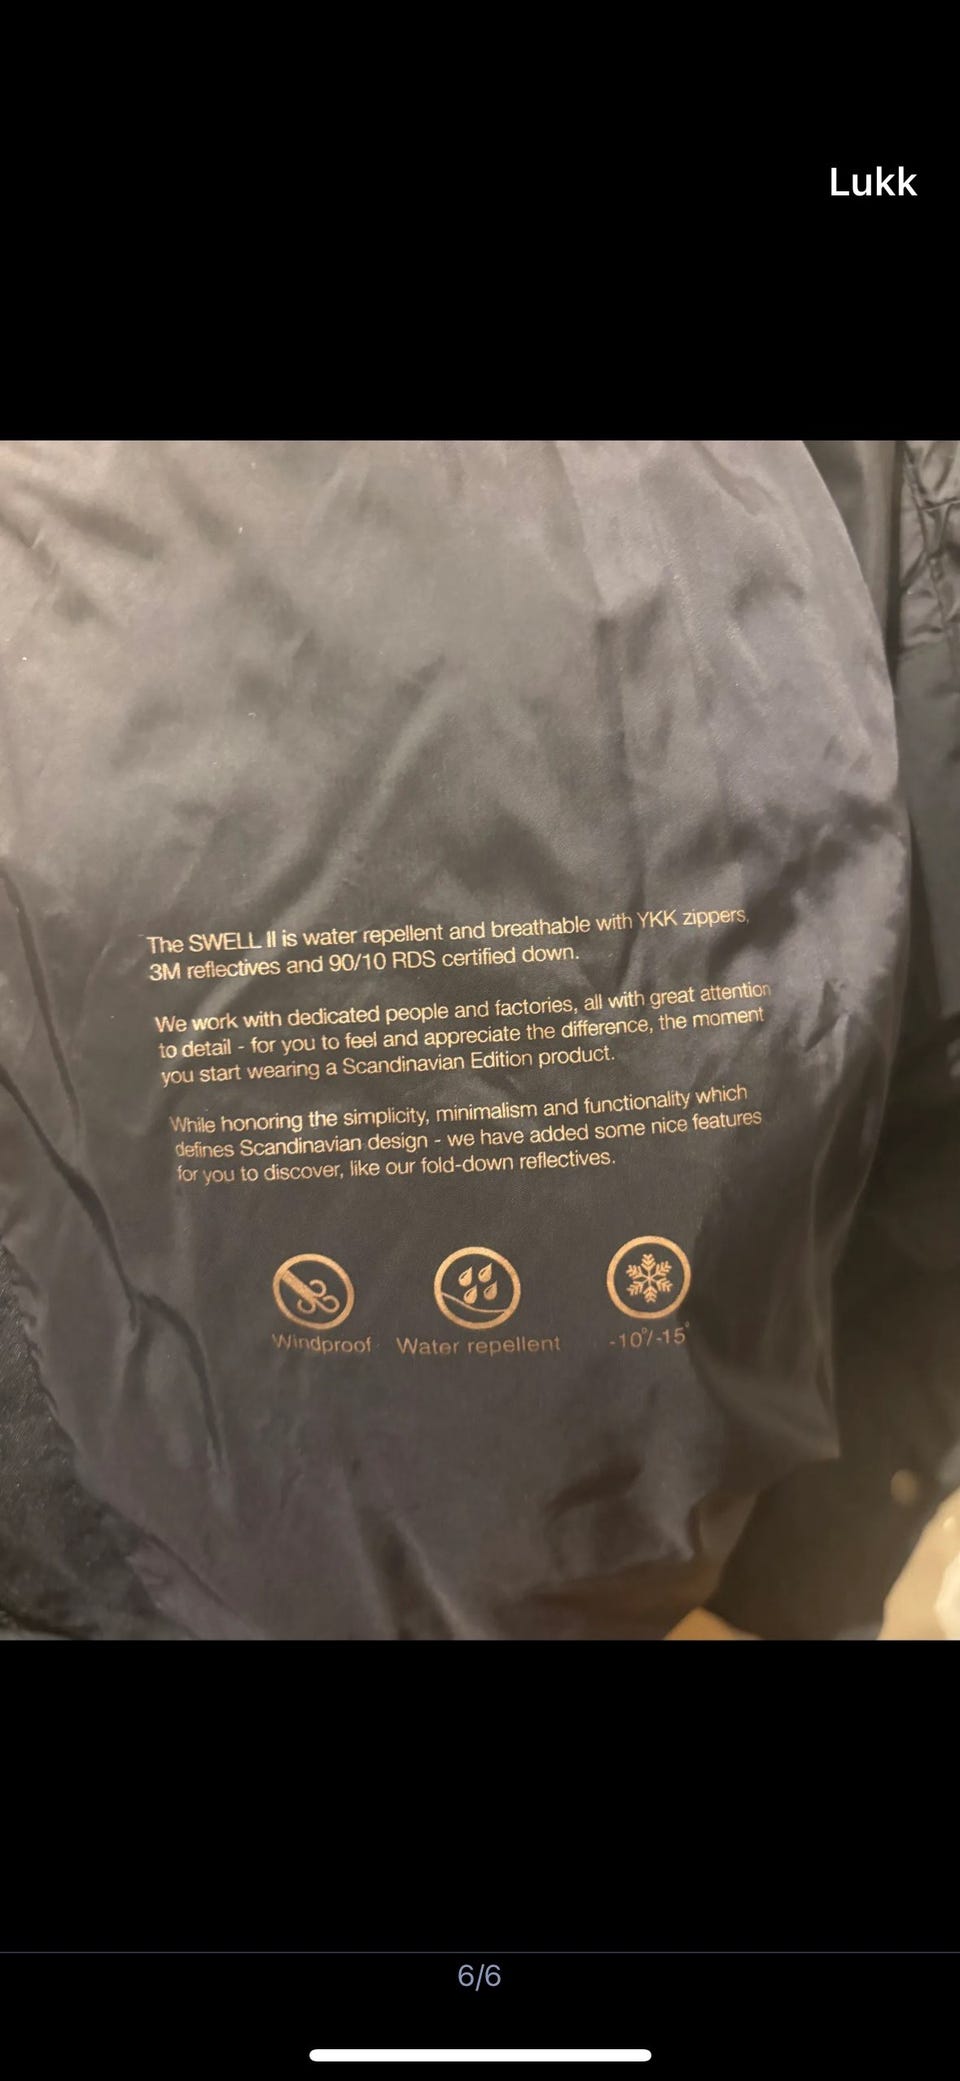 Lukk
The SWELL II is water repellent and breathable with YKK zippers,
3M reflectives and 90/10 RDS certified down.
We work with dedicated people and factories, all with great attention
to detail - for you to feel and appreciate the difference, the moment
you start wearing a Scandinavian Edition product.
While honoring the simplicity, minimalism and functionality which
defines Scandinavian design - we have added some nice features
for you to discover, like our fold-down reflectives.
Windproof Water repellent -10°/-15°
6/6